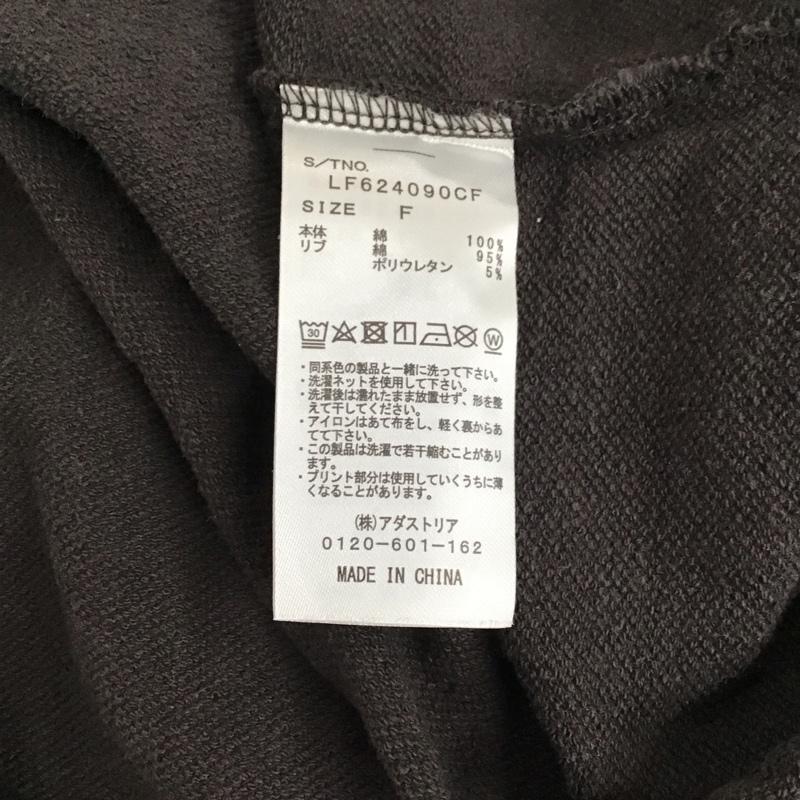 S/TNO.
LF624090CF
SIZE F
本体 綿 100%
リブ 綿 95%
ポリウレタン 5%
30 W
・同系色の製品と一緒に洗って下さい。
・洗濯ネットを使用して下さい。
・洗濯後は濡れたまま放置せず、形を整
えて干してください。
・アイロンはあて布をし、軽く裏からあ
てて下さい。
・この製品は洗濯で若干縮むことがあり
ます。
・プリント部分は使用していくうちに薄
くなることがあります。
(株)アダストリア
0120-601-162
MADE IN CHINA